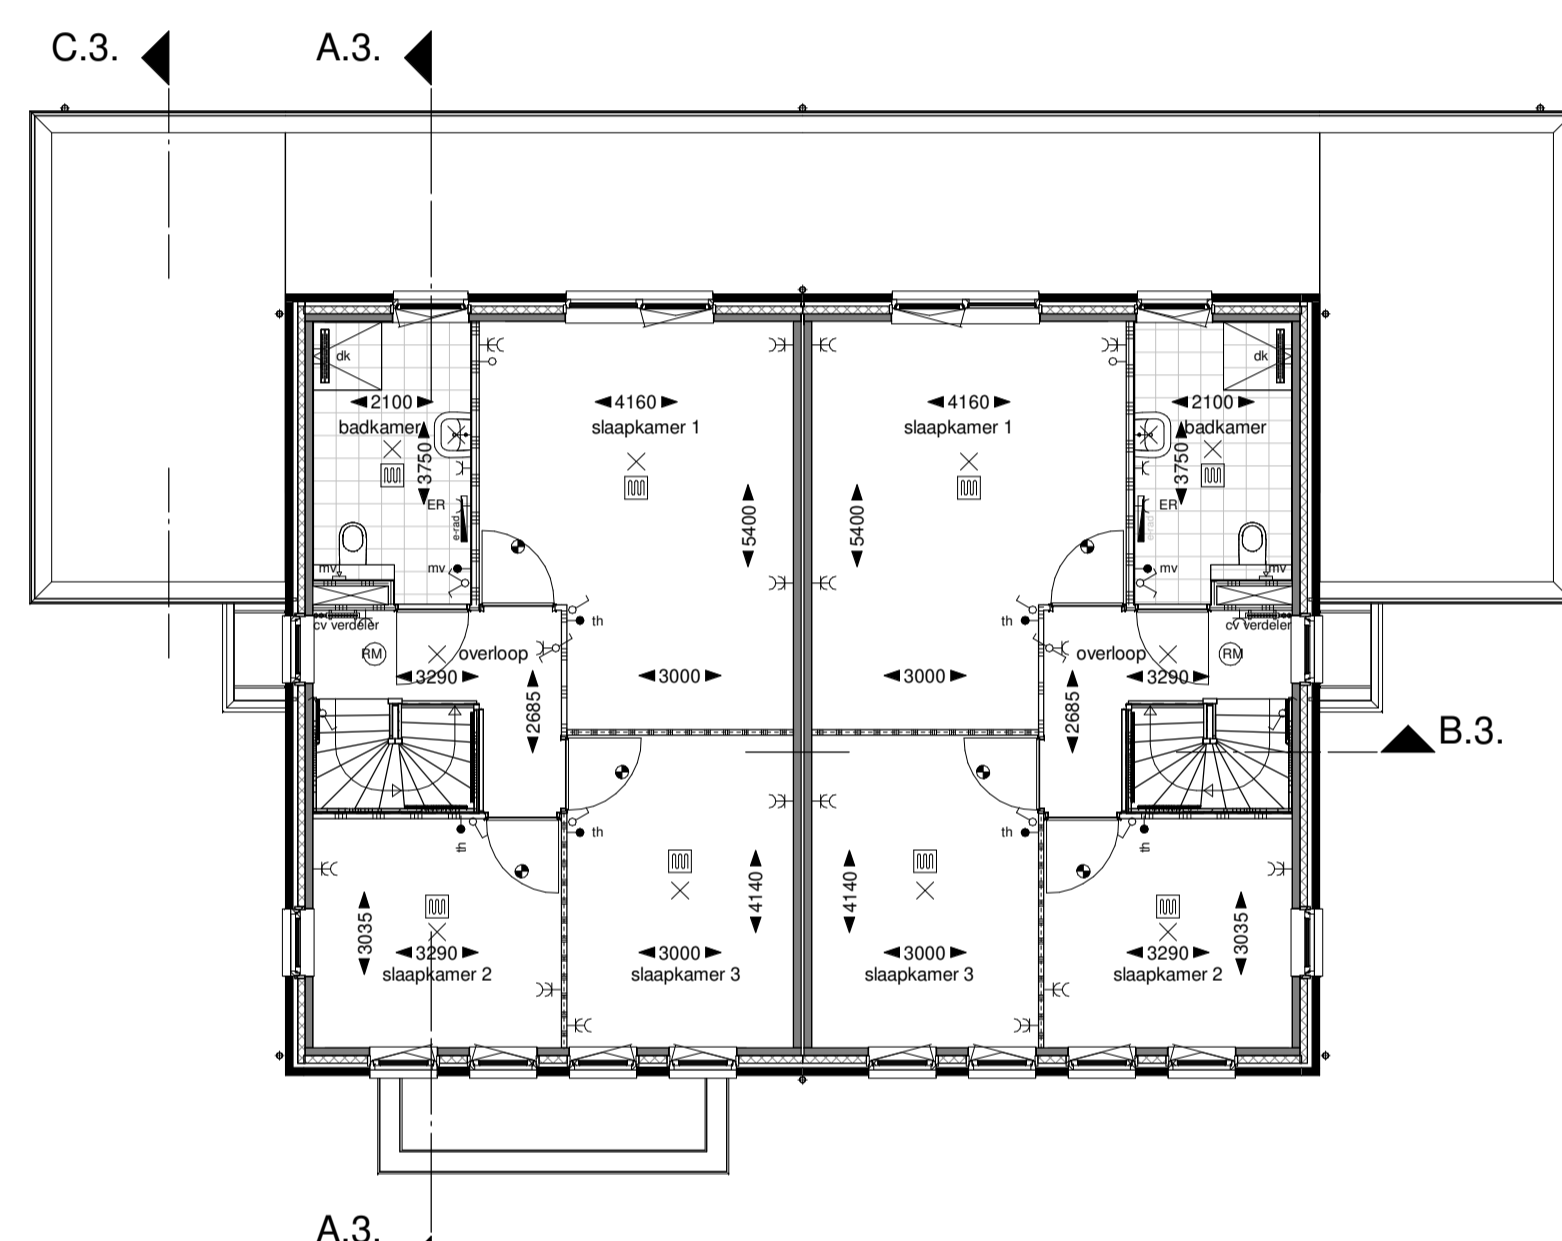 C.3. A.3.
dk dk
2100 4160 4160 2100
badkamer slaapkamer 1 slaapkamer 1 badkamer
3750 3750
ER ER
e-rad e-rad
5400 5400
mv mv mv mv
cv verdeler th th cv verdeler
RM overloop overloop RM
3290 3000 3000 3290
2685 2685
B.3.
th th th th
3035 4140 4140 3035
3290 3000 3000 3290
slaapkamer 2 slaapkamer 3 slaapkamer 3 slaapkamer 2
A.3.